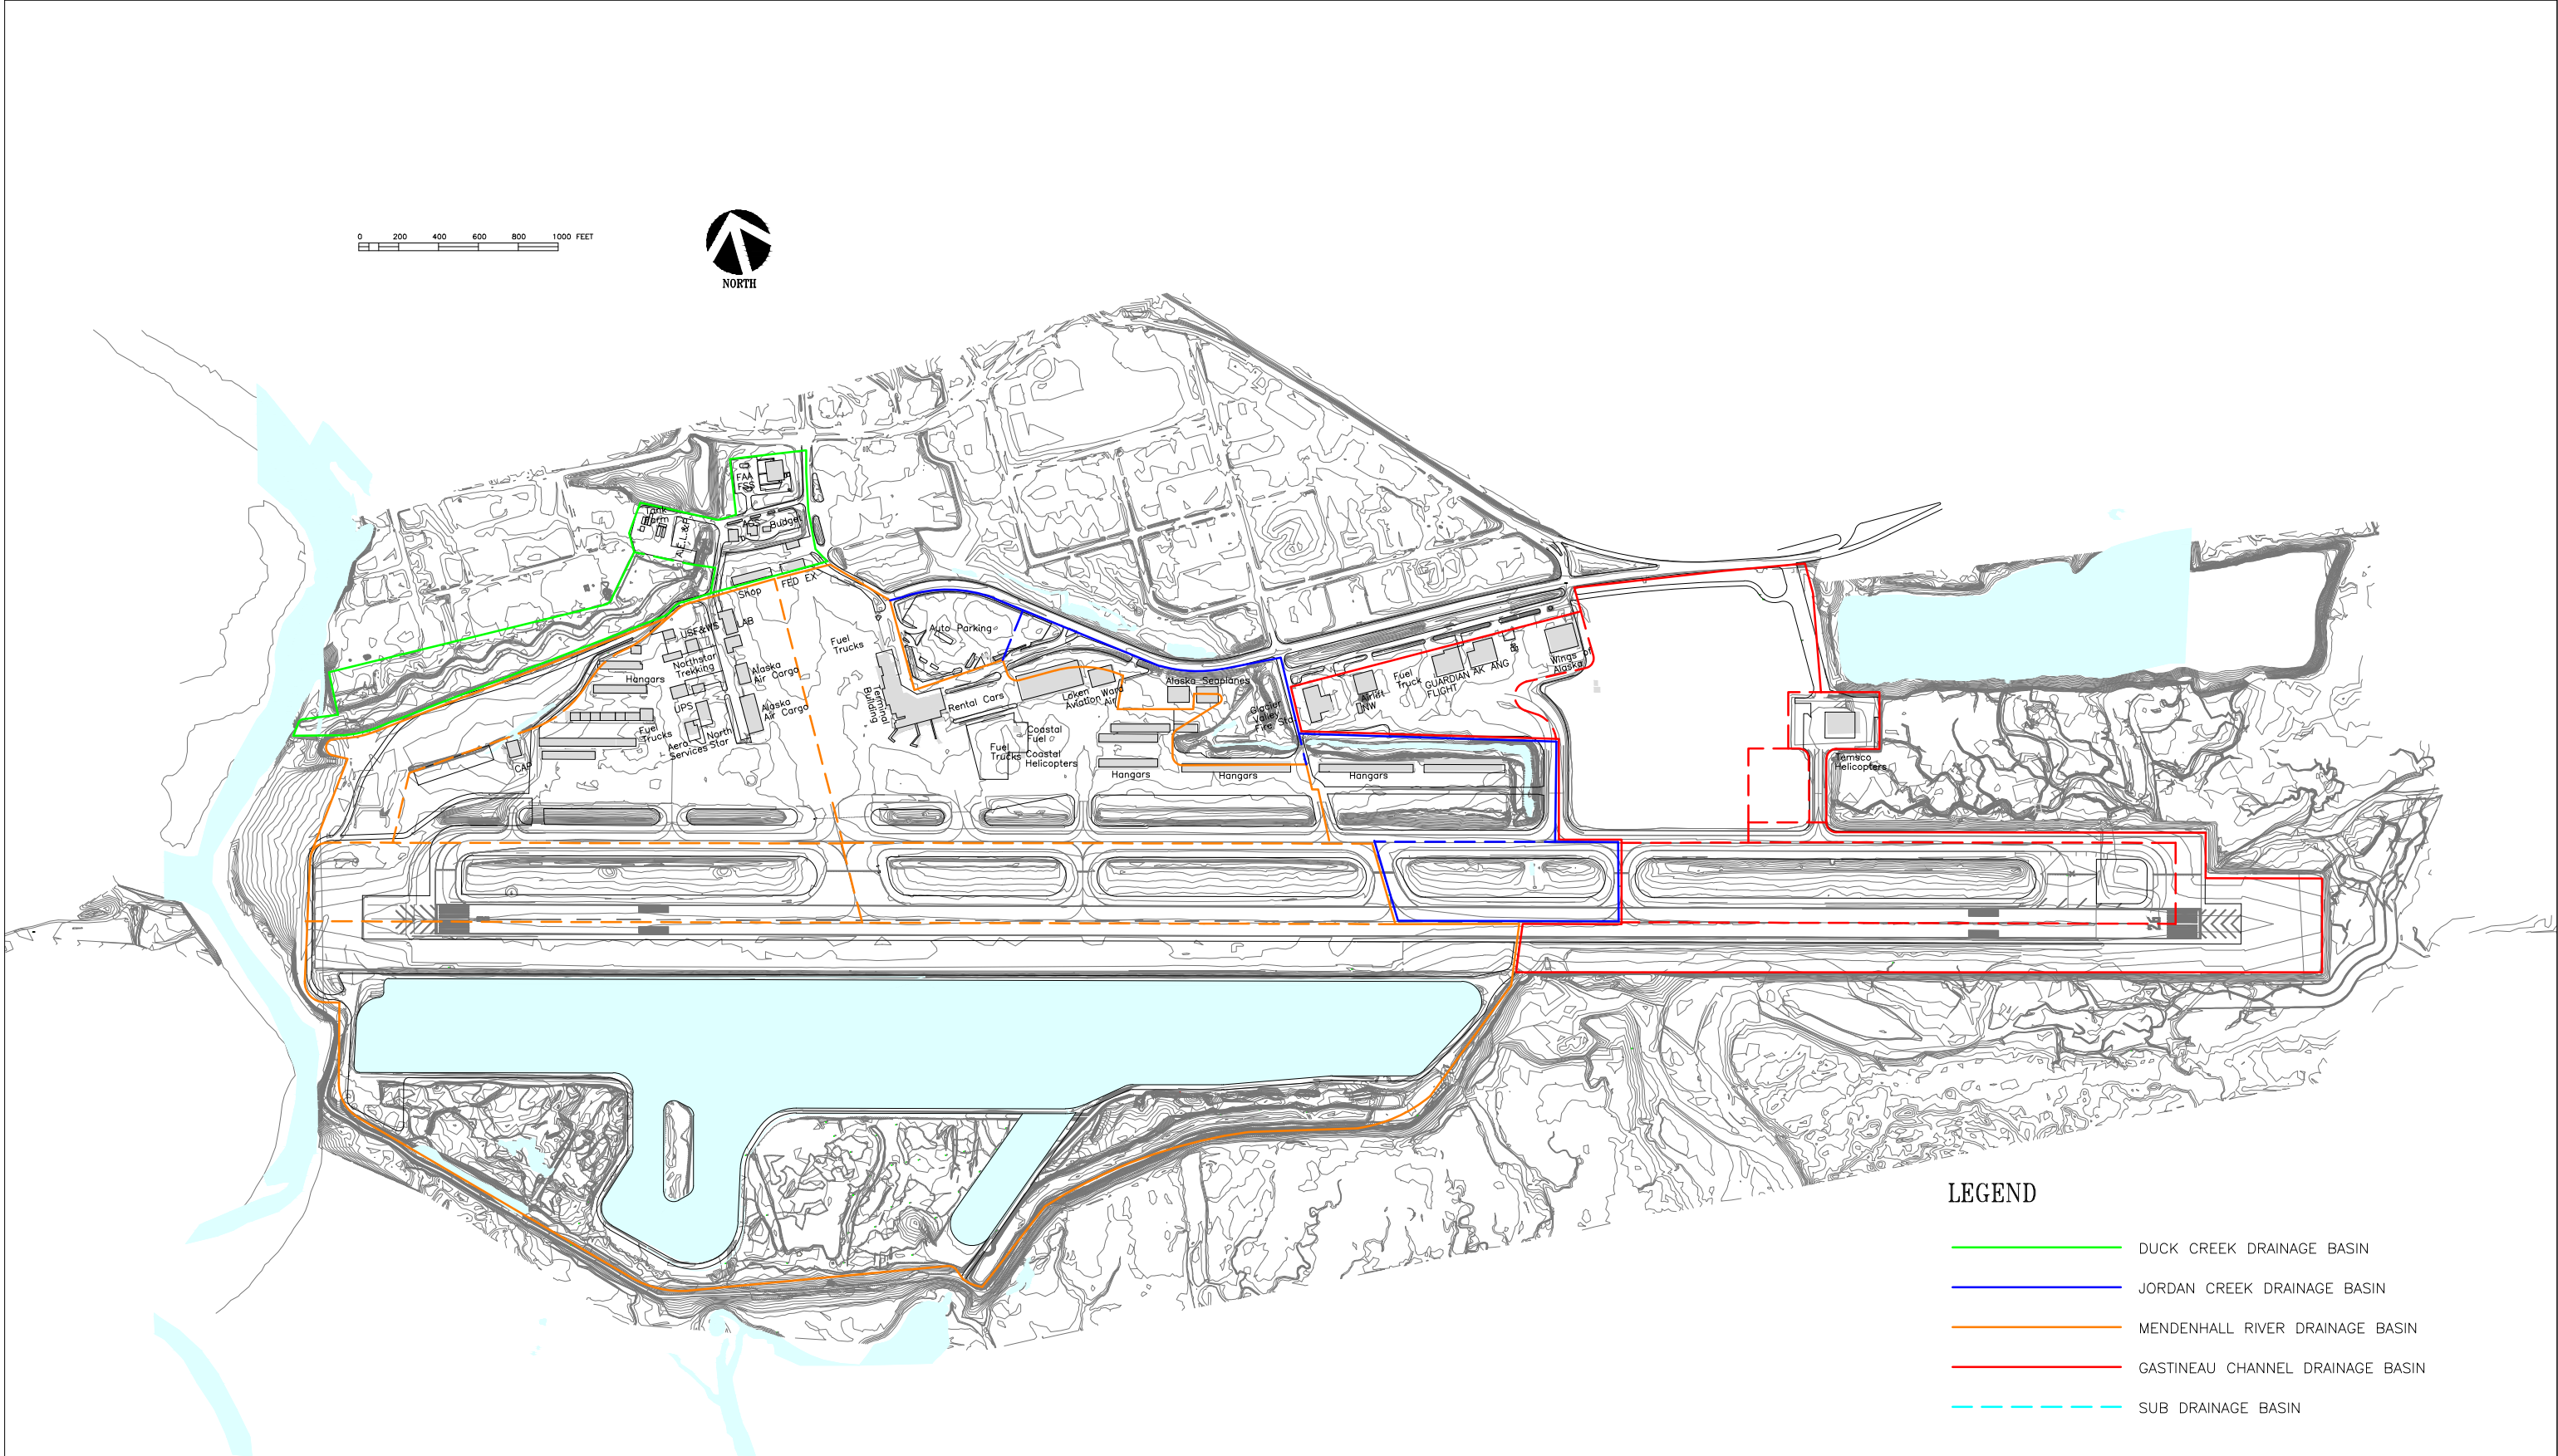 0 200 400 600 800 1000 FEET
NORTH
FAA
FSS
Tank
Farm
A.E.L.&P.
Budget
FED EX
Shop
LAB
USF&WS
Northstar
Trekking
Hangars
Alaska
Air Cargo
UPS
Alaska
Air Cargo
Fuel
Trucks
Aero
Services
North
Star
CAP
Fuel
Trucks
Terminal
Building
Auto Parking
Rental Cars
Loken
Aviation
Ward
Air
Fuel
Trucks
Coastal
Fuel
Coastal
Helicopters
Alaska Seaplanes
Glacier
Valley
Fire Sta
Hangars
Hangars
Hangars
Airlift
NW
Fuel
Truck
GUARDIAN
FLIGHT
AK ANG
Wings of
Alaska
Temsco
Helicopters
LEGEND
DUCK CREEK DRAINAGE BASIN
JORDAN CREEK DRAINAGE BASIN
MENDENHALL RIVER DRAINAGE BASIN
GASTINEAU CHANNEL DRAINAGE BASIN
SUB DRAINAGE BASIN